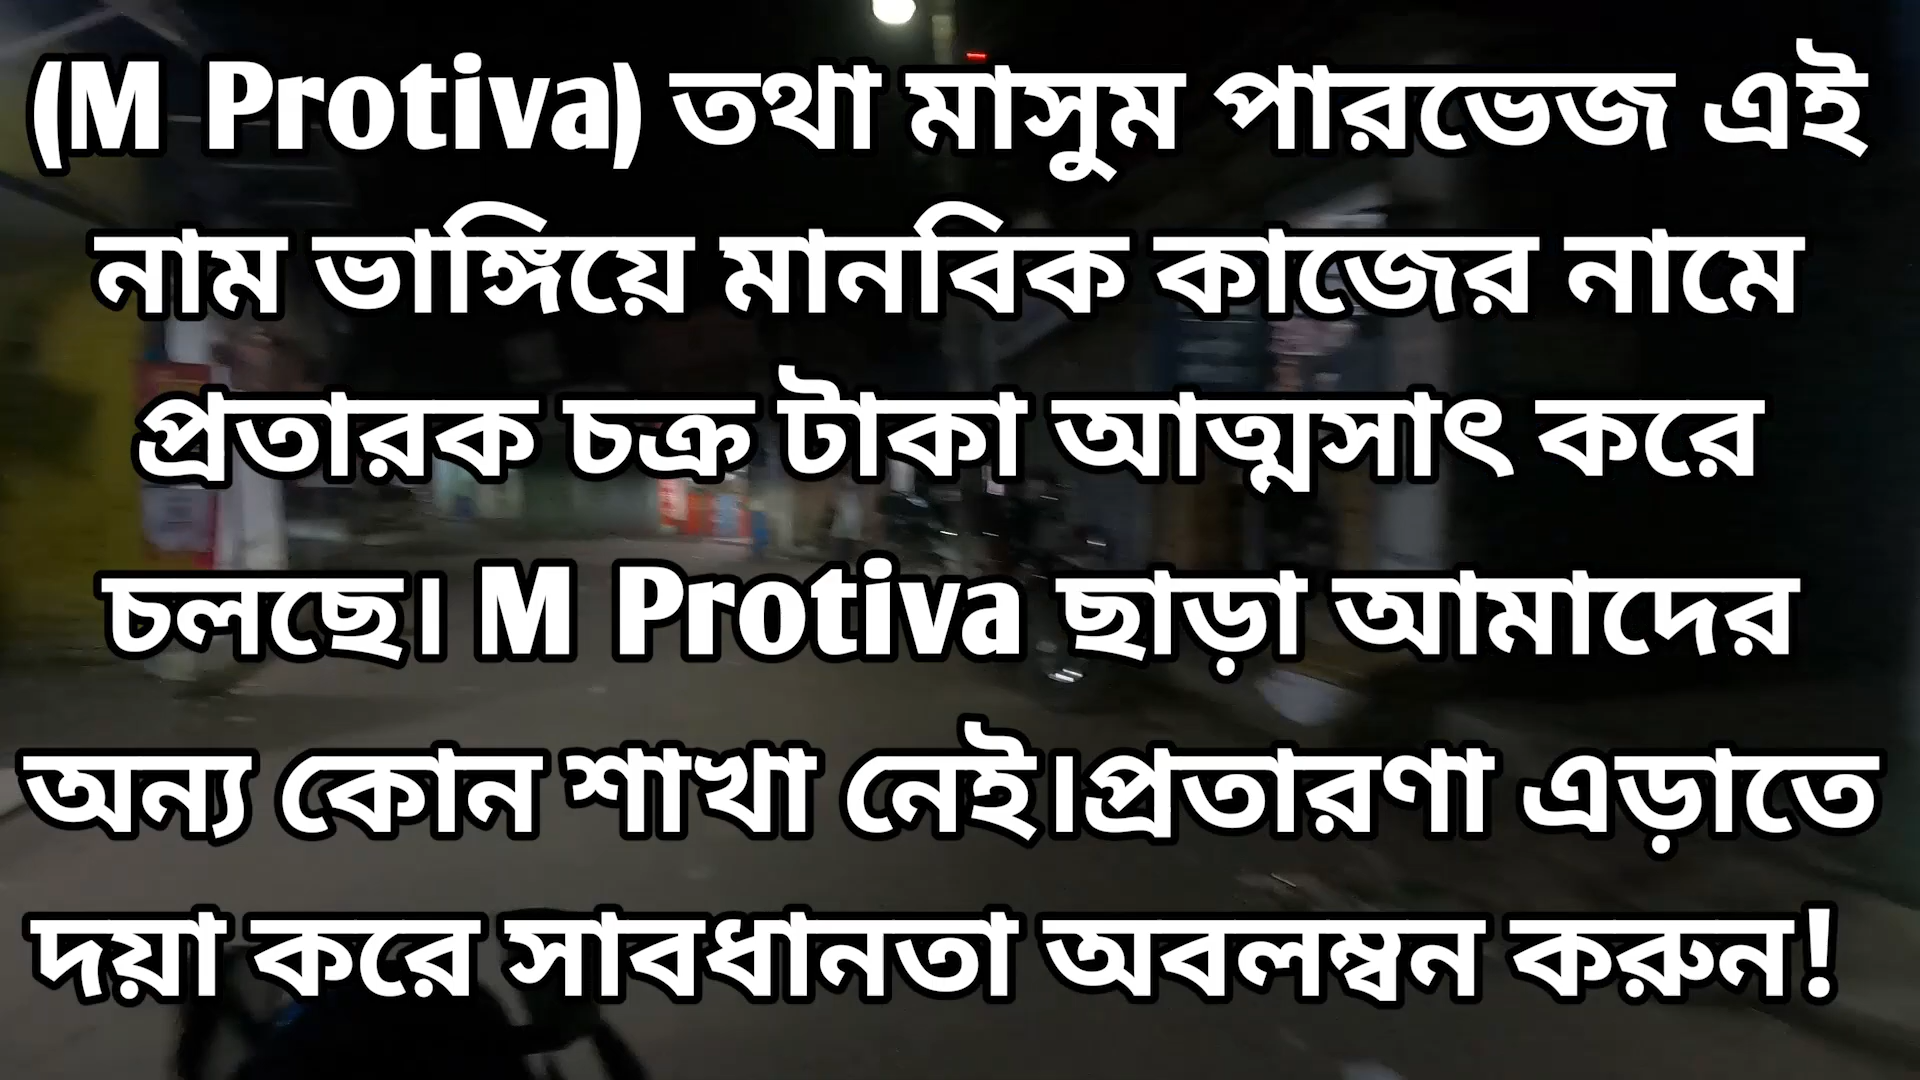 (M Protiva) তথা মাসুম পারভেজ এই
নাম ভাঙ্গিয়ে মানবিক কাজের নামে
প্রতারক চক্র টাকা আত্মসাৎ করে
চলছে। M Protiva ছাড়া আমাদের
অন্য কোন শাখা নেই।প্রতারণা এড়াতে
দয়া করে সাবধানতা অবলম্বন করুন!